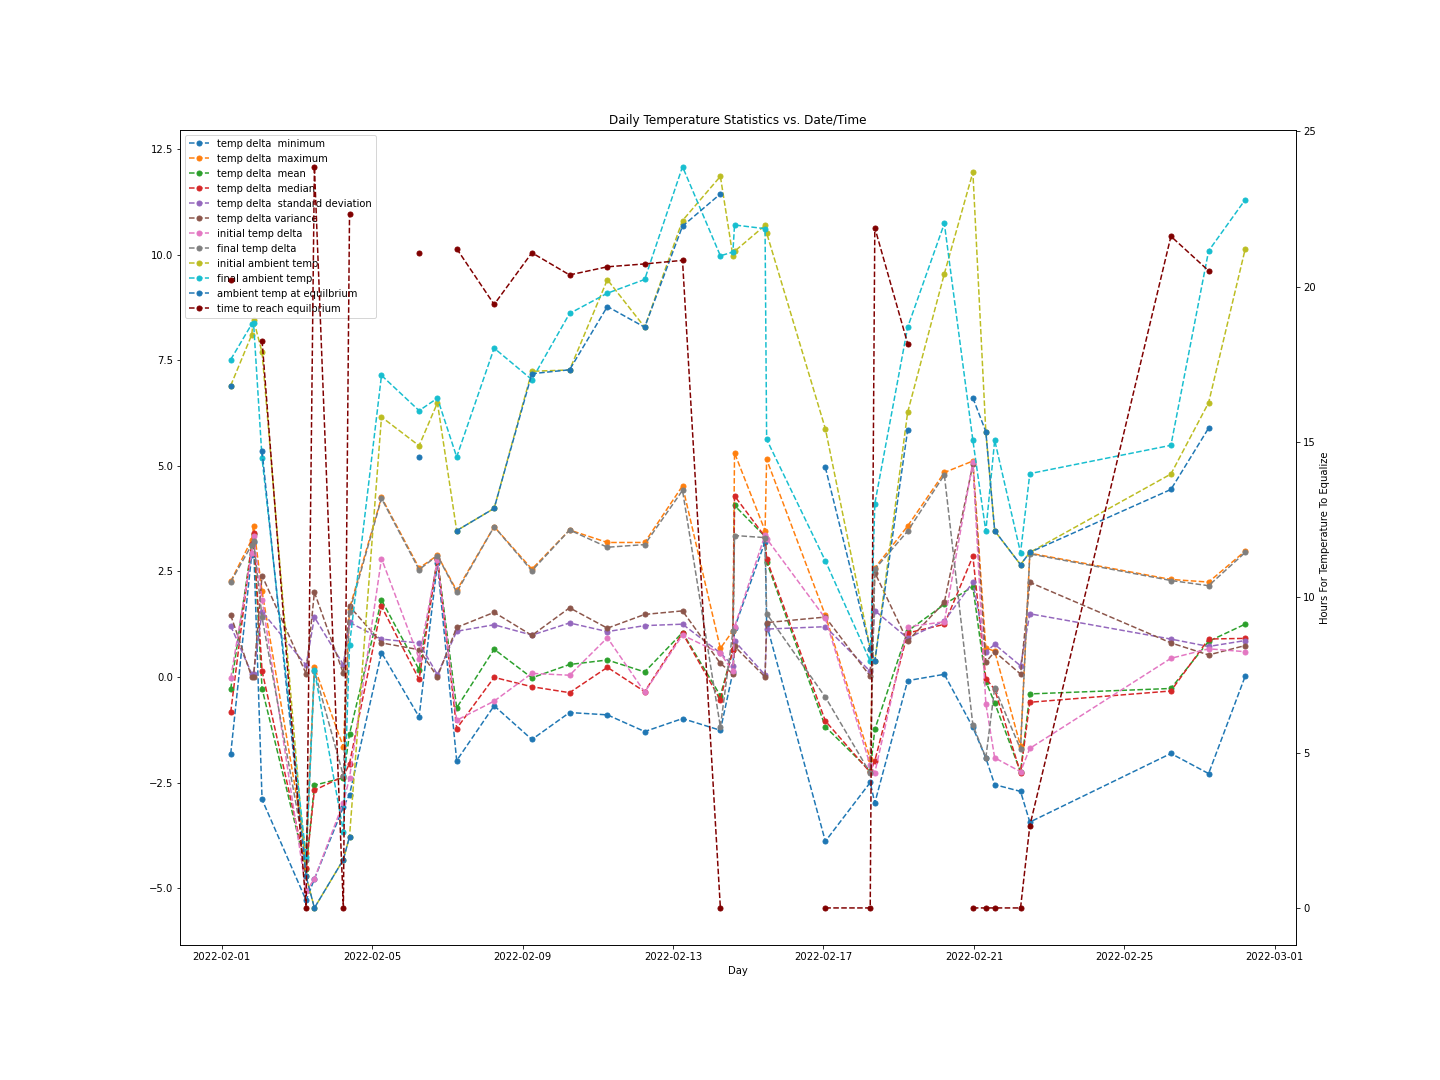 Daily Temperature Statistics vs. Date/Time
temp delta  minimum
temp delta  maximum
temp delta  mean
temp delta  median
temp delta  standard deviation
temp delta variance
initial temp delta
final temp delta
initial ambient temp
final ambient temp
ambient temp at equilbrium
time to reach equilbrium
12.5
10.0
7.5
5.0
2.5
0.0
−2.5
−5.0
25
20
15
10
5
0
Hours For Temperature To Equalize
2022-02-01
2022-02-05
2022-02-09
2022-02-13
2022-02-17
2022-02-21
2022-02-25
2022-03-01
Day